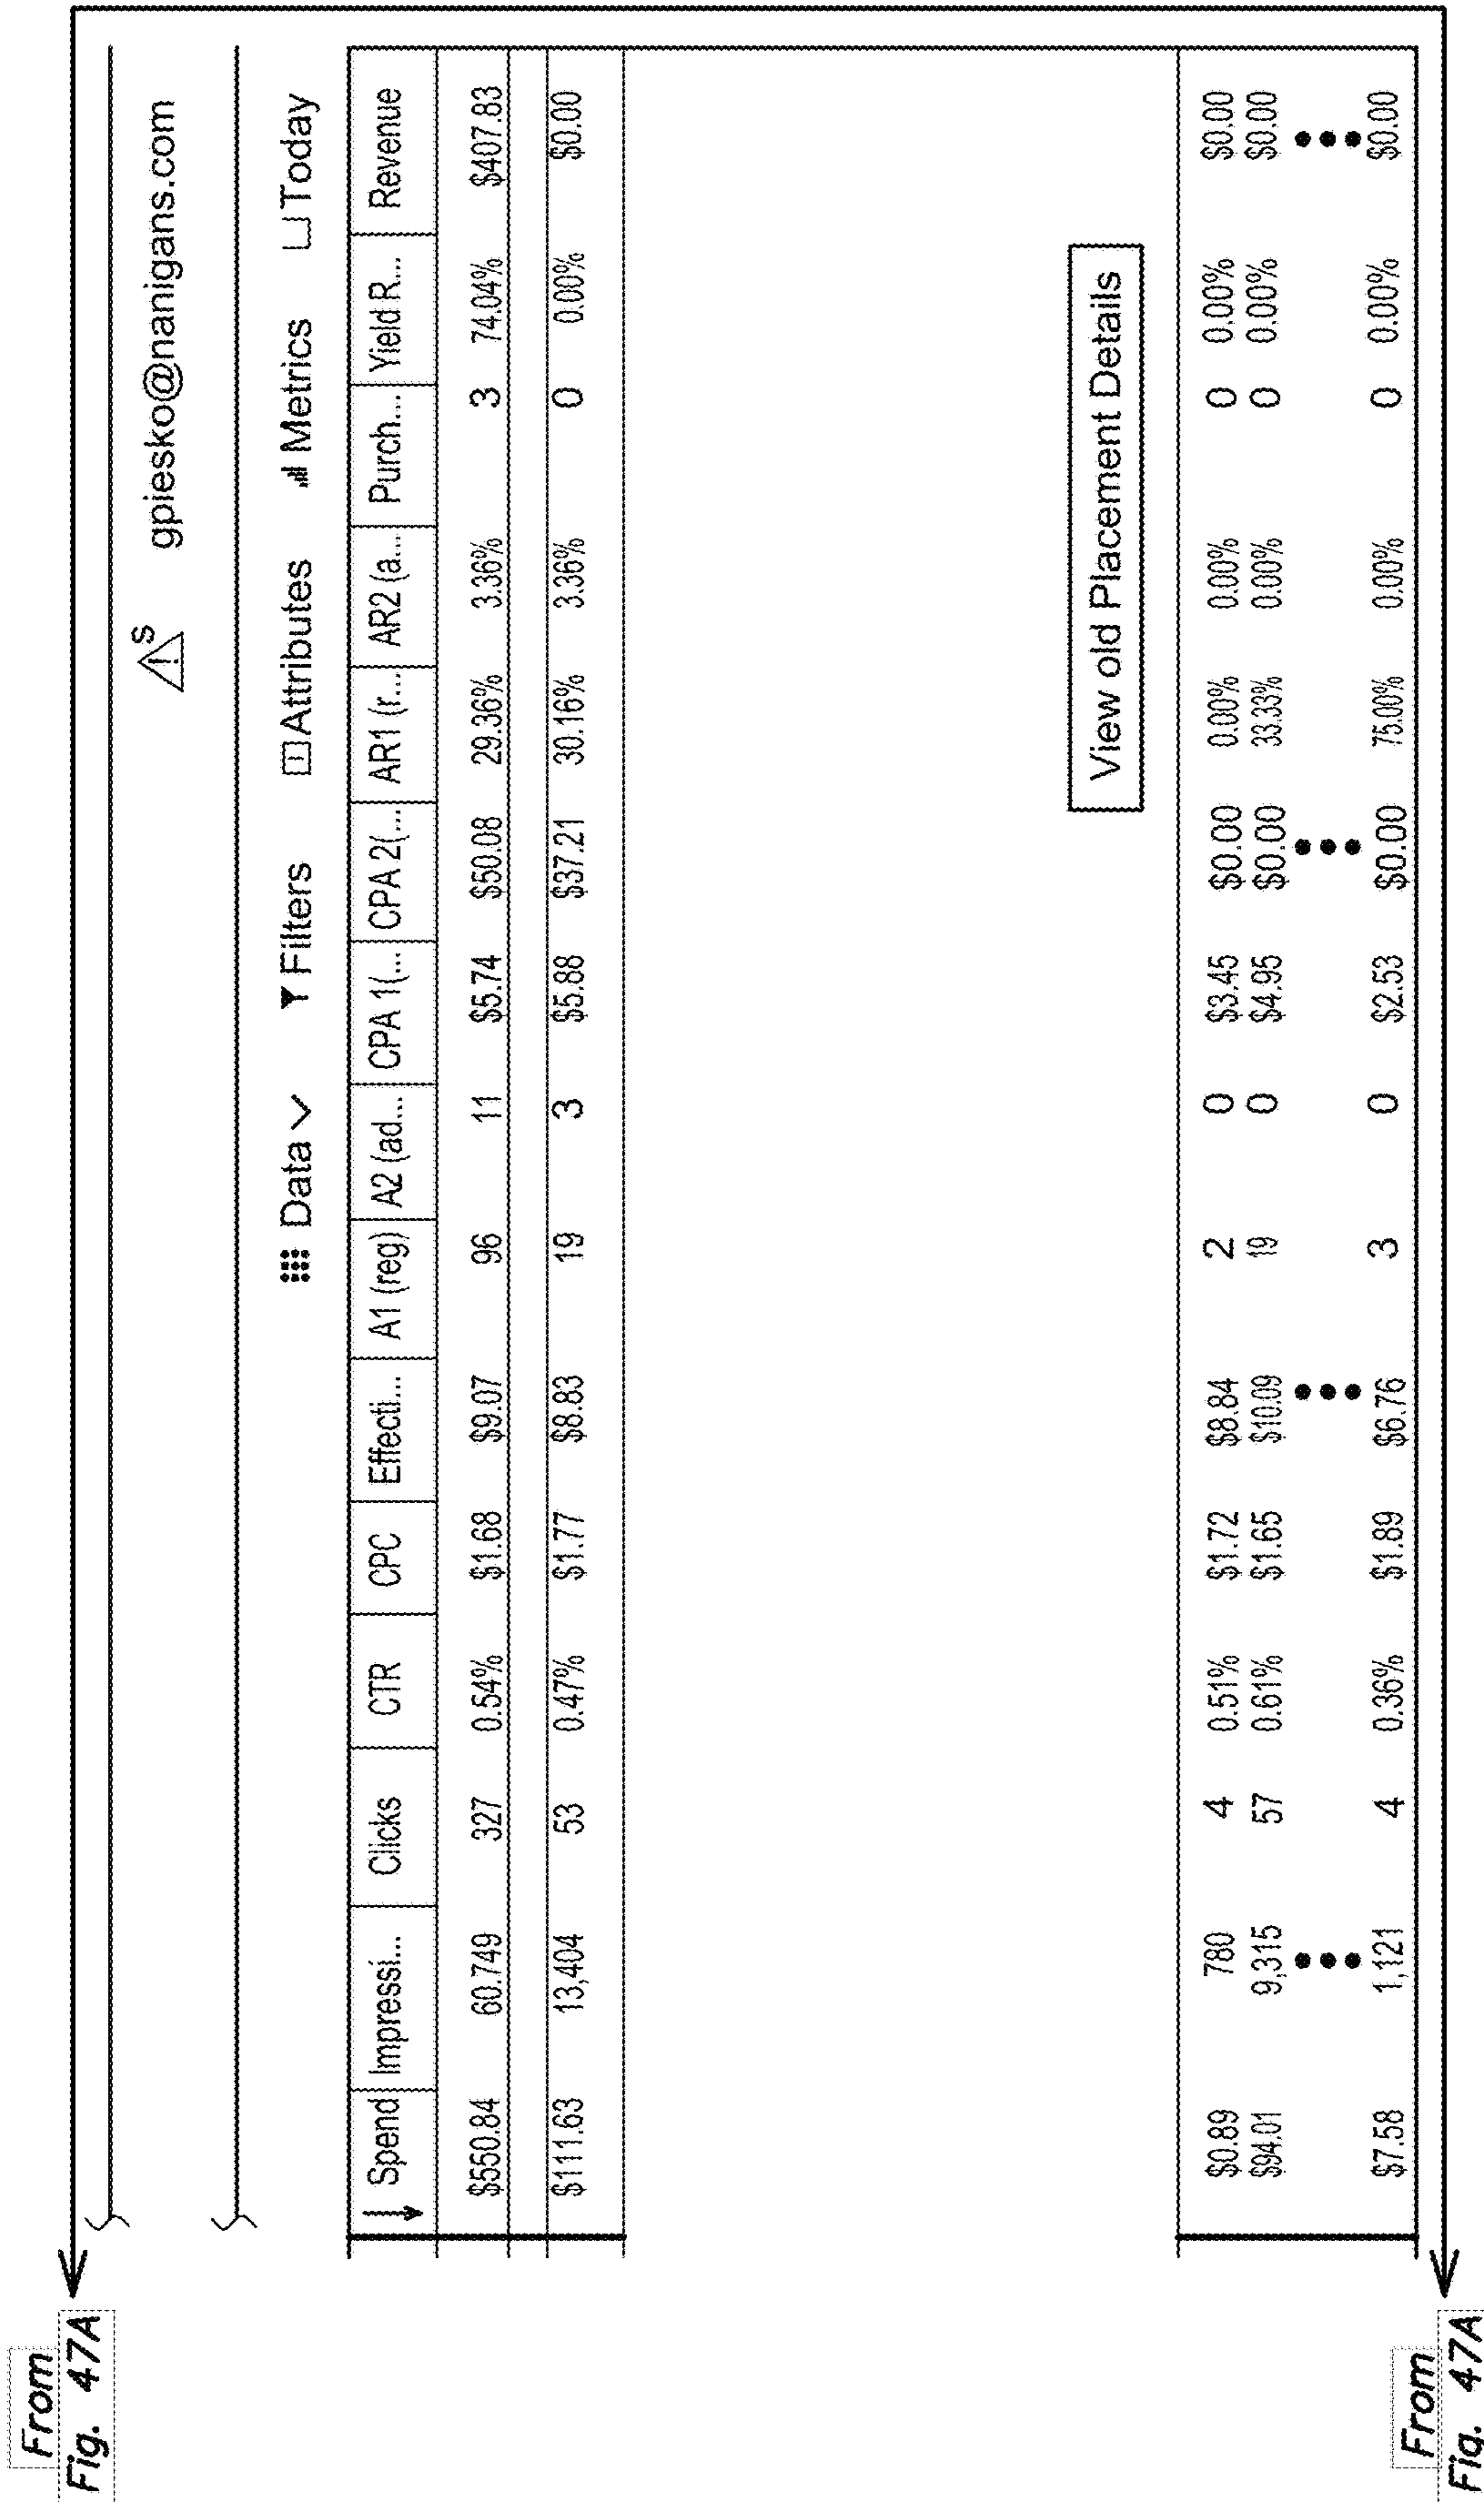 From
Fig. 47A
gpiesko@nanigans.com
Data Filters Attributes Metrics Today
Spend Impressi... Clicks CTR CPC Effecti... A1 (reg) A2 (ad... CPA 1(... CPA 2(... AR1 (r... AR2 (a... Purch... Yield R... Revenue
$550.84 60.749 327 0.54% $1.68 $9.07 96 11 $5.74 $50.08 29.36% 3.36% 3 74.04% $407.83
$111.63 13,404 53 0.47% $1.77 $8.83 19 3 $5.88 $37.21 30.16% 3.36% 0 0.00% $0.00
View old Placement Details
$0.89 780 4 0.51% $1.72 $8.84 2 0 $3.45 $0.00 0.00% 0.00% 0 0.00% $0.00
$94.01 9,315 57 0.61% $1.65 $10.09 19 0 $4.95 $0.00 33.33% 0.00% 0 0.00% $0.00
$7.58 1,121 4 0.36% $1.89 $6.76 3 0 $2.53 $0.00 75.00% 0.00% 0 0.00% $0.00
From
Fig. 47A